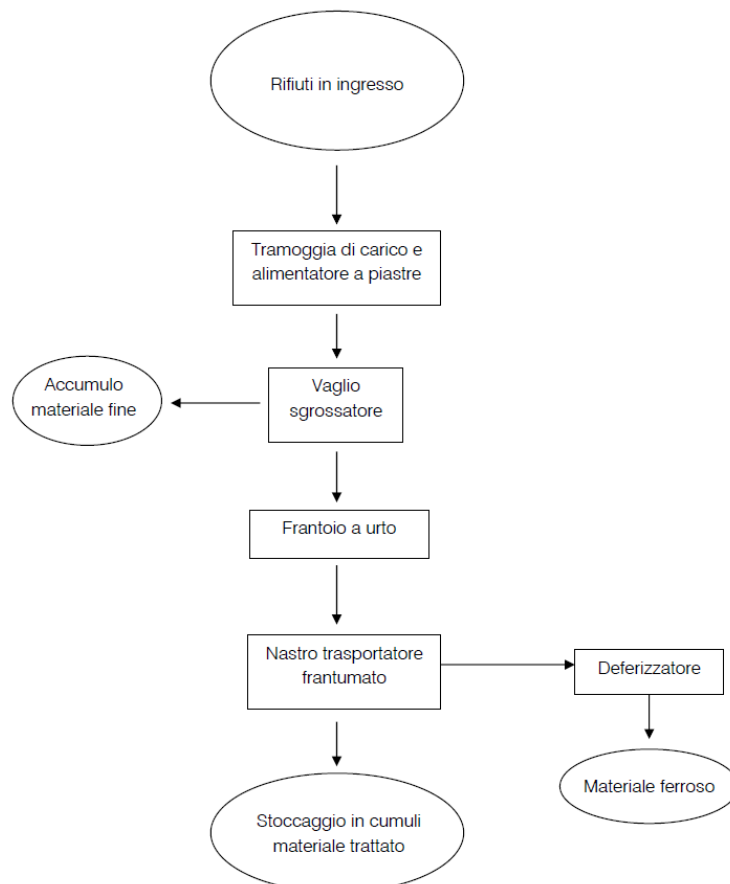 Rifiuti in ingresso
Tramoggia di carico e
alimentatore a piastre
Accumulo
materiale fine
Vaglio
sgrossatore
Frantoio a urto
Nastro trasportatore
frantumato
Deferizzatore
Materiale ferroso
Stoccaggio in cumuli
materiale trattato